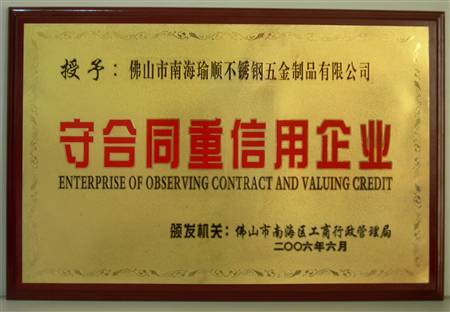 授予：佛山市南海瑜顺不锈钢五金制品有限公司
守合同重信用企业
ENTERPRISE OF OBSERVING CONTRACT AND VALUING CREDIT
颁发机关：佛山市南海区工商行政管理局
二〇〇六年六月